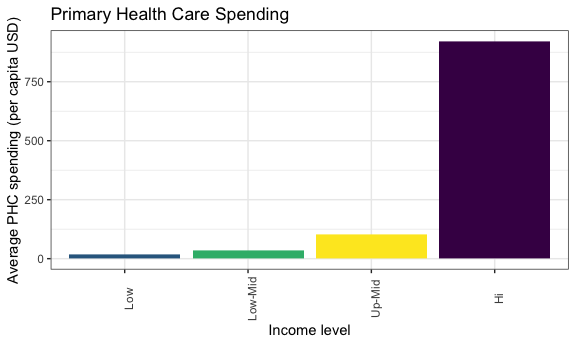 Primary Health Care Spending
Average PHC spending (per capita USD)
750
500
250
0
Low
Low-Mid
Up-Mid
Hi
Income level